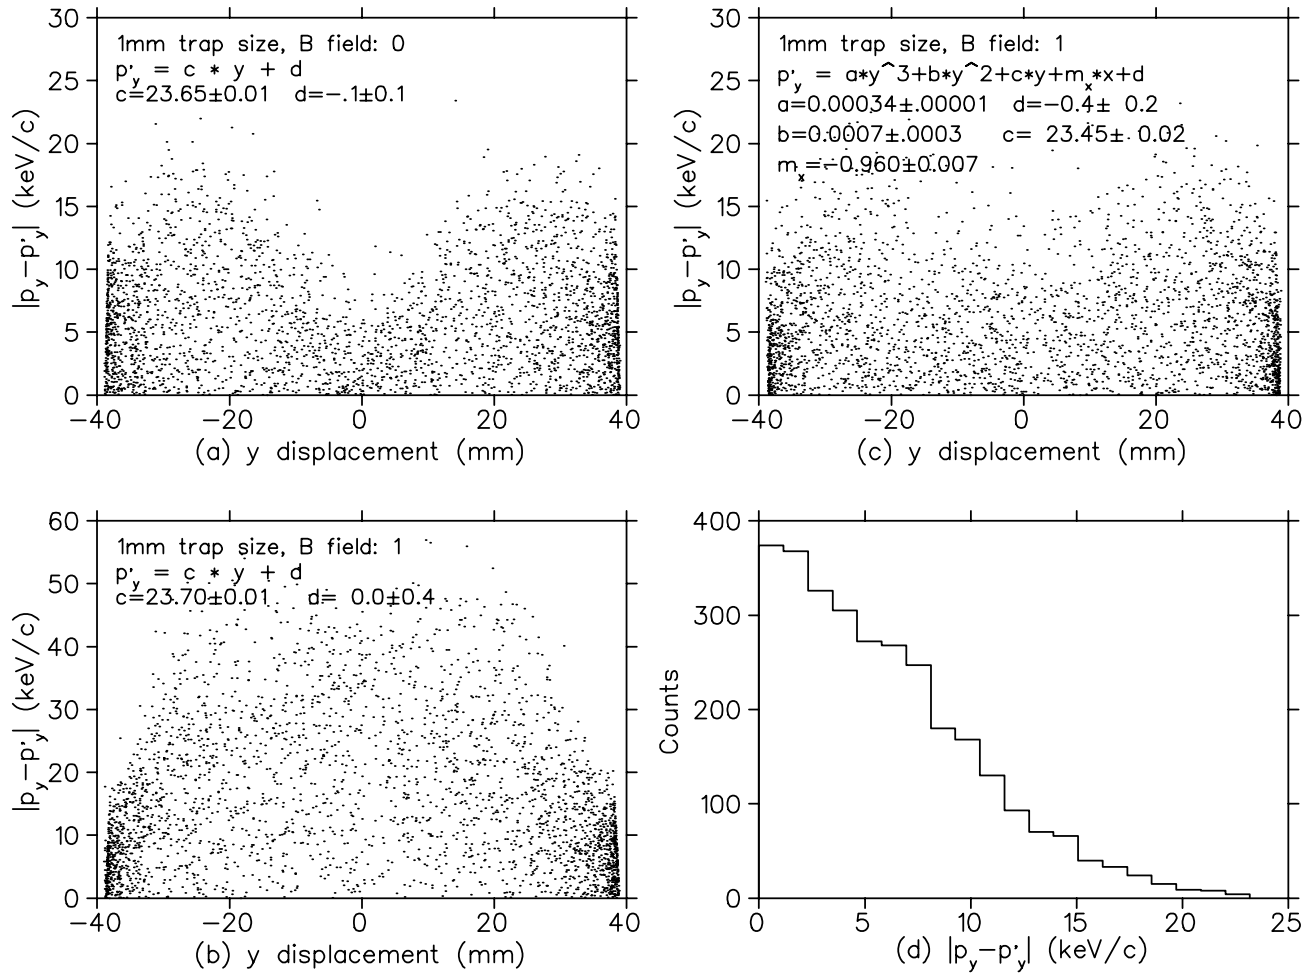 30
25
20
15
10
5
0
|p_y−p'_y| (keV/c)
1mm trap size, B field: 0
p'_y = c * y + d
c=23.65±0.01 d=−.1±0.1
−40 −20 0 20 40
(a) y displacement (mm)
30
25
20
15
10
5
0
|p_y−p'_y| (keV/c)
1mm trap size, B field: 1
p'_y = a*y^3+b*y^2+c*y+m_x*x+d
a=0.00034±.00001 d=−0.4± 0.2
b=0.0007±.0003 c= 23.45± 0.02
m_x=−0.960±0.007
−40 −20 0 20 40
(c) y displacement (mm)
60
50
40
30
20
10
0
|p_y−p'_y| (keV/c)
1mm trap size, B field: 1
p'_y = c * y + d
c=23.70±0.01 d= 0.0±0.4
−40 −20 0 20 40
(b) y displacement (mm)
400
300
200
100
0
Counts
0 5 10 15 20 25
(d) |p_y−p'_y| (keV/c)